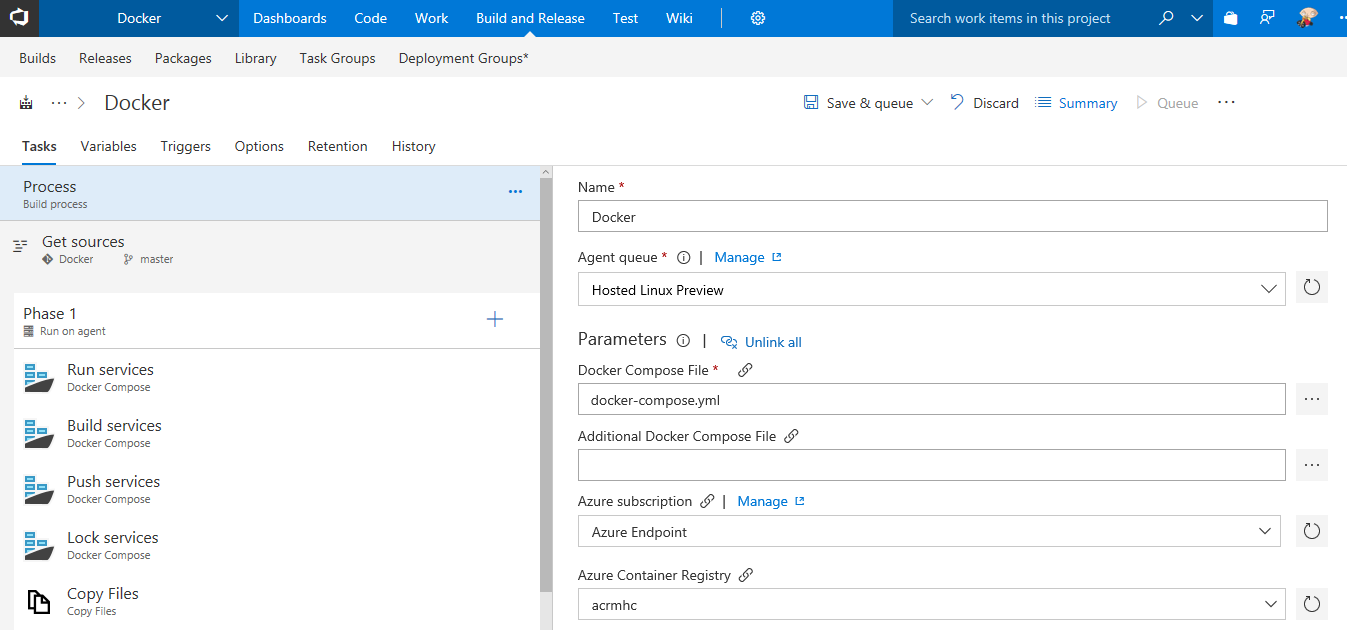 Docker Dashboards Code Work Build and Release Test Wiki Search work items in this project
Builds Releases Packages Library Task Groups Deployment Groups*
... Docker Save & queue Discard Summary Queue ...
Tasks Variables Triggers Options Retention History
Process
Build process
Get sources
Docker master
Phase 1
Run on agent
Run services
Docker Compose
Build services
Docker Compose
Push services
Docker Compose
Lock services
Docker Compose
Copy Files
Copy Files
Name *
Docker
Agent queue * | Manage
Hosted Linux Preview
Parameters | Unlink all
Docker Compose File *
docker-compose.yml
Additional Docker Compose File
Azure subscription | Manage
Azure Endpoint
Azure Container Registry
acrmhc